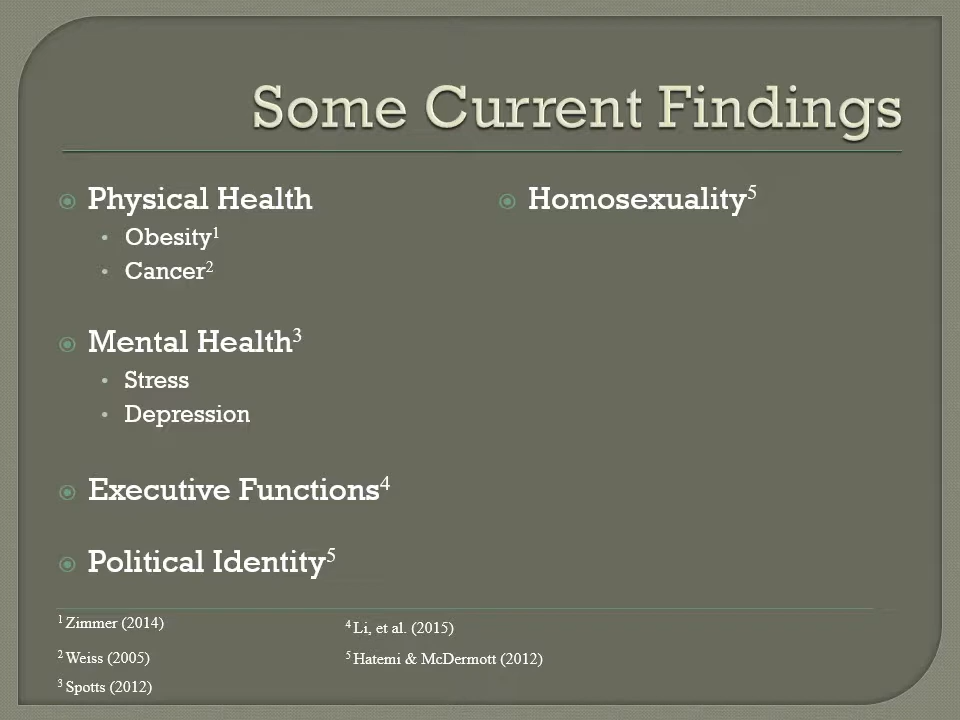 Some Current Findings
Physical Health
Obesity¹
Cancer²
Mental Health³
Stress
Depression
Executive Functions⁴
Political Identity⁵
Homosexuality⁵
¹ Zimmer (2014)
² Weiss (2005)
³ Spotts (2012)
⁴ Li, et al. (2015)
⁵ Hatemi & McDermott (2012)